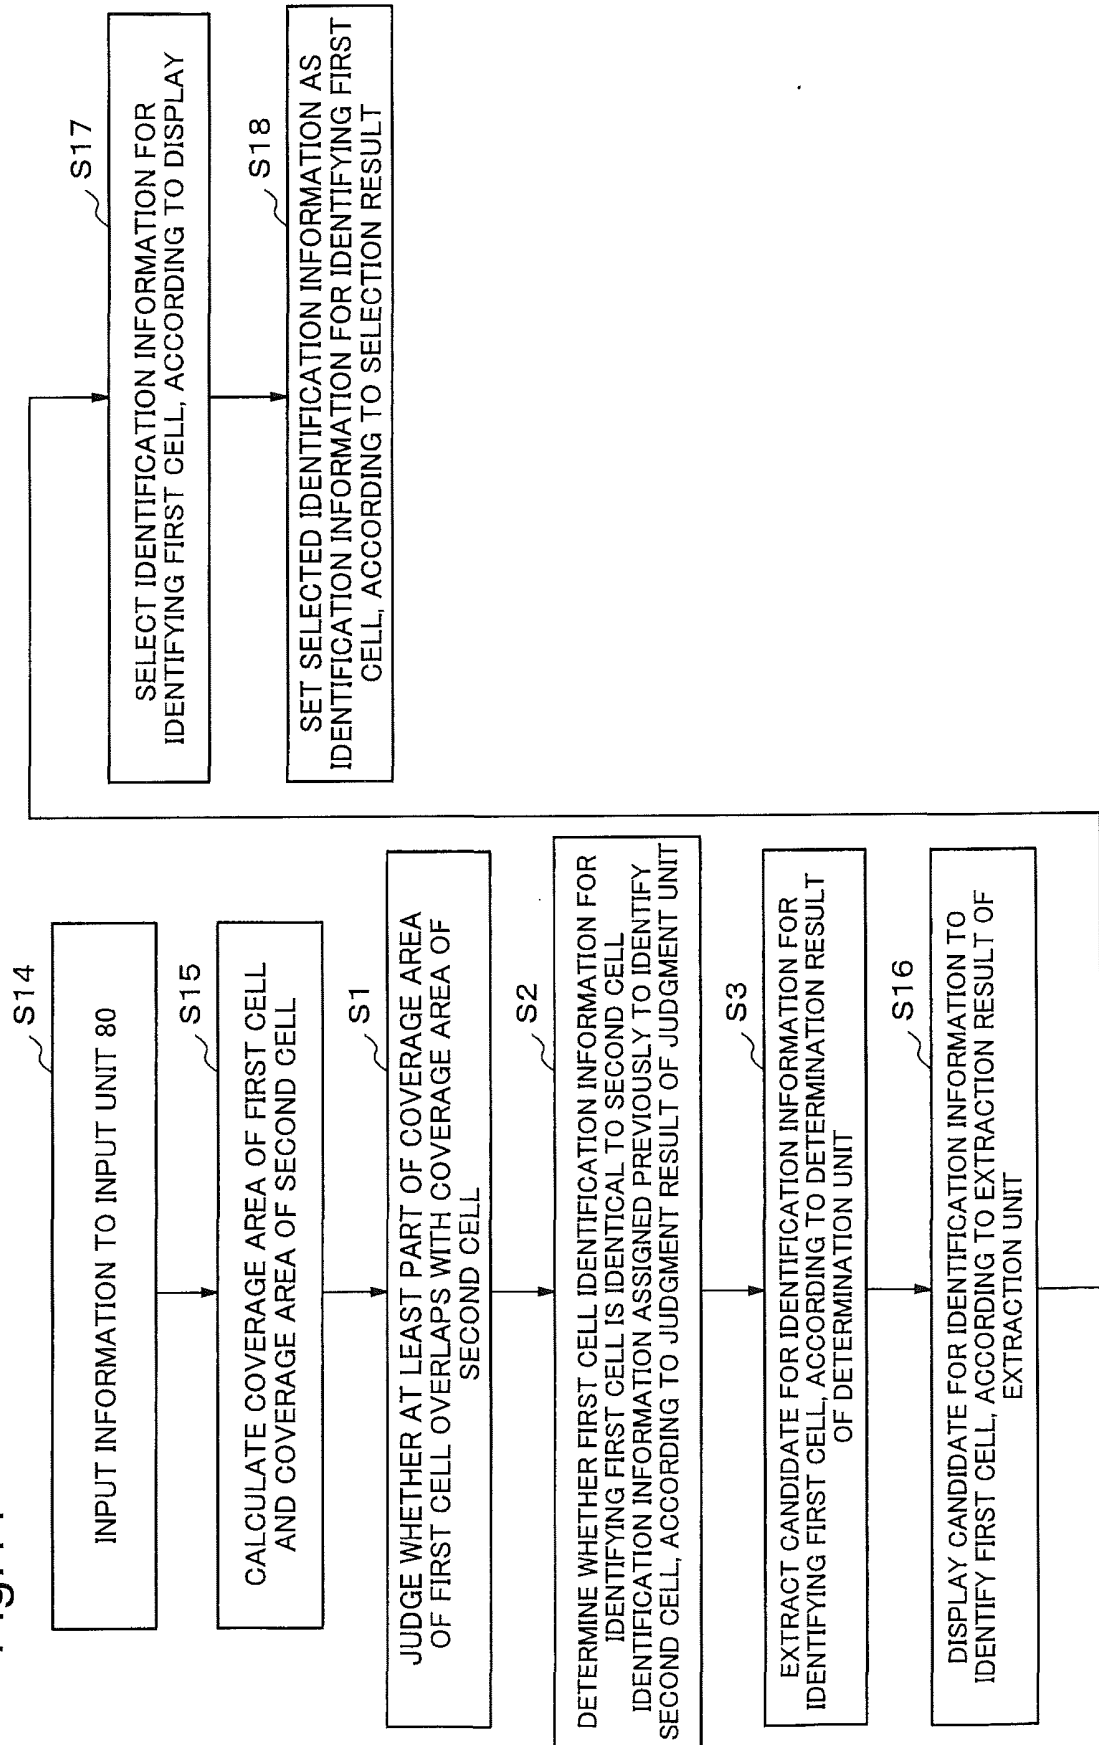 Fig.
S14
INPUT INFORMATION TO INPUT UNIT 80
S15
CALCULATE COVERAGE AREA OF FIRST CELL
AND COVERAGE AREA OF SECOND CELL
S1
JUDGE WHETHER AT LEAST PART OF COVERAGE AREA
OF FIRST CELL OVERLAPS WITH COVERAGE AREA OF
SECOND CELL
S2
DETERMINE WHETHER FIRST CELL IDENTIFICATION INFORMATION FOR
IDENTIFYING FIRST CELL IS IDENTICAL TO SECOND CELL
IDENTIFICATION INFORMATION ASSIGNED PREVIOUSLY TO IDENTIFY
SECOND CELL, ACCORDING TO JUDGMENT RESULT OF JUDGMENT UNIT
S3
EXTRACT CANDIDATE FOR IDENTIFICATION INFORMATION FOR
IDENTIFYING FIRST CELL, ACCORDING TO DETERMINATION RESULT
OF DETERMINATION UNIT
S16
DISPLAY CANDIDATE FOR IDENTIFICATION INFORMATION TO
IDENTIFY FIRST CELL, ACCORDING TO EXTRACTION RESULT OF
EXTRACTION UNIT
S17
SELECT IDENTIFICATION INFORMATION FOR
IDENTIFYING FIRST CELL, ACCORDING TO DISPLAY
S18
SET SELECTED IDENTIFICATION INFORMATION AS
IDENTIFICATION INFORMATION FOR IDENTIFYING FIRST
CELL, ACCORDING TO SELECTION RESULT